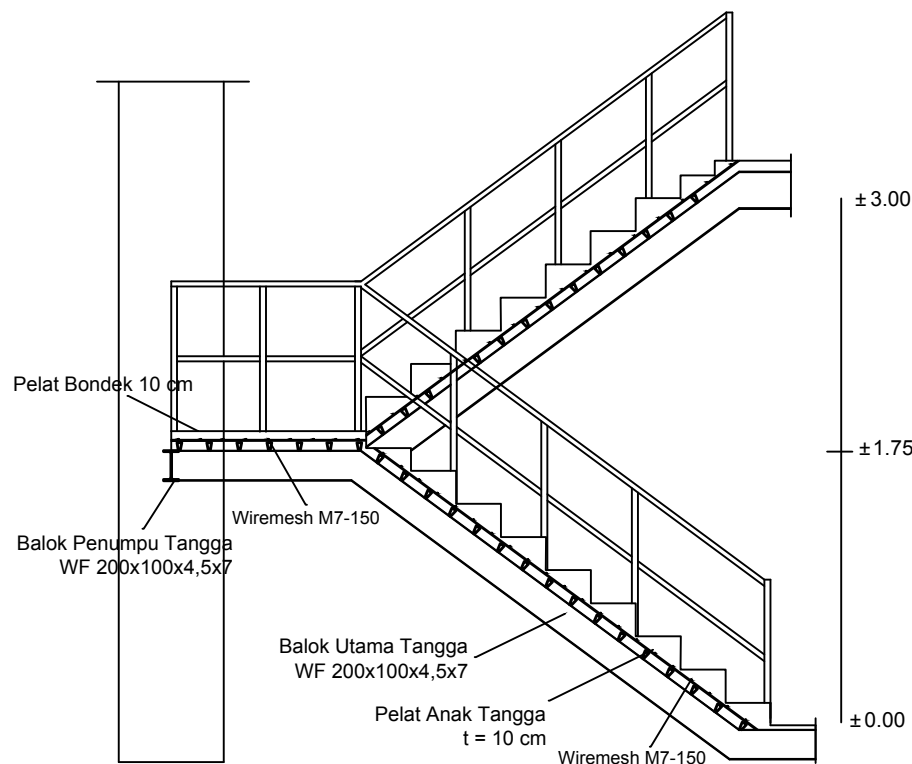 ±3.00
Pelat Bondek 10 cm
±1.75
Wiremesh M7-150
Balok Penumpu Tangga
WF 200x100x4,5x7
Balok Utama Tangga
WF 200x100x4,5x7
Pelat Anak Tangga
t = 10 cm
±0.00
Wiremesh M7-150